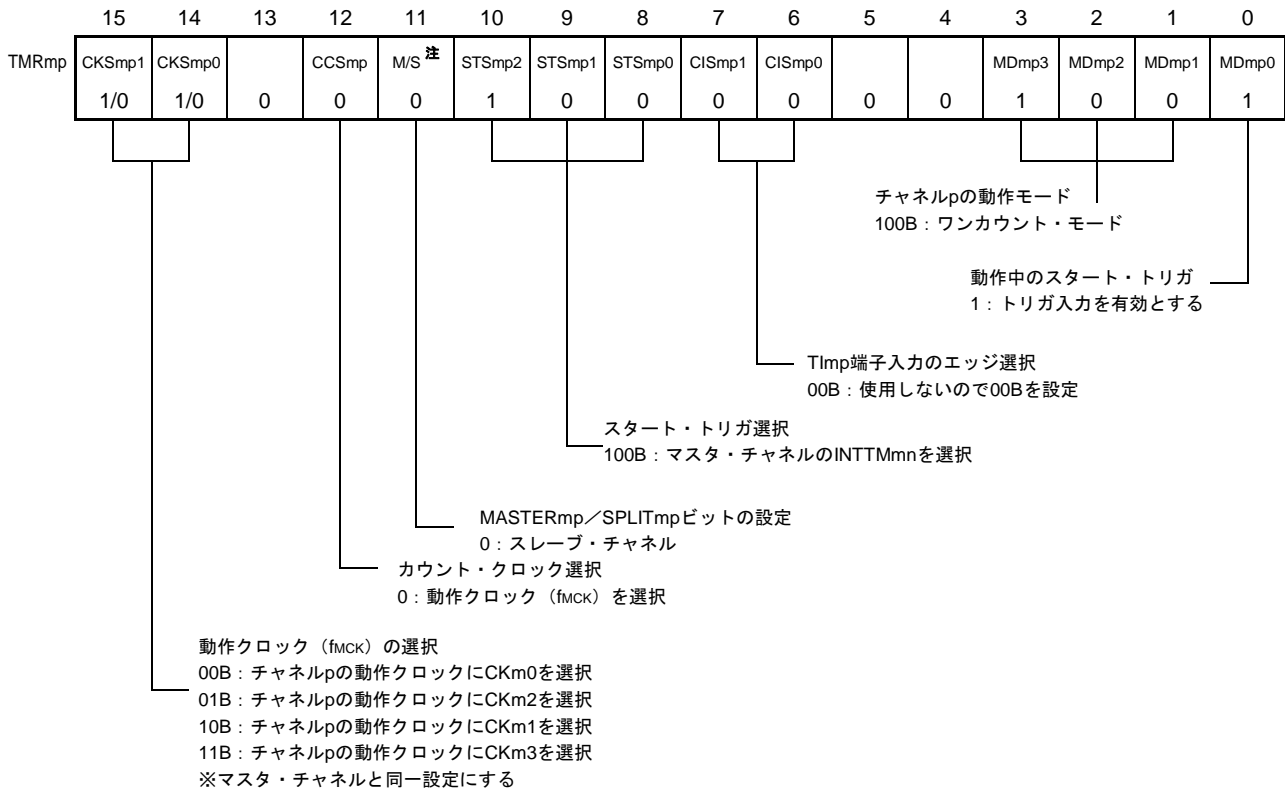 15 14 13 12 11 10 9 8 7 6 5 4 3 2 1 0
TMRmp CKSmp1 CKSmp0 CCSmp M/S注 STSmp2 STSmp1 STSmp0 CISmp1 CISmp0 MDmp3 MDmp2 MDmp1 MDmp0
1/0 1/0 0 0 0 1 0 0 0 0 0 0 1 0 0 1
チャネルpの動作モード
100B:ワンカウント・モード
動作中のスタート・トリガ
1:トリガ入力を有効とする
TImp端子入力のエッジ選択
00B:使用しないので00Bを設定
スタート・トリガ選択
100B:マスタ・チャネルのINTTMmnを選択
MASTERmp/SPLITmpビットの設定
0:スレーブ・チャネル
カウント・クロック選択
0:動作クロック(fMCK)を選択
動作クロック(fMCK)の選択
00B:チャネルpの動作クロックにCKm0を選択
01B:チャネルpの動作クロックにCKm2を選択
10B:チャネルpの動作クロックにCKm1を選択
11B:チャネルpの動作クロックにCKm3を選択
※マスタ・チャネルと同一設定にする